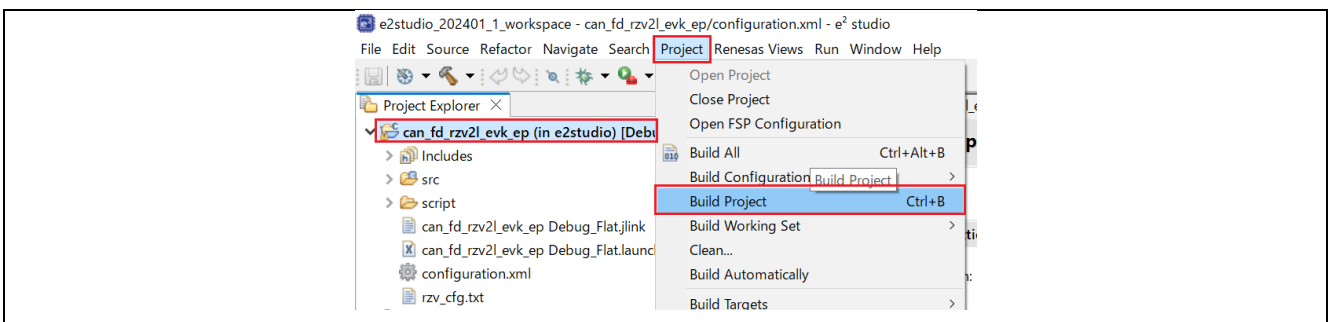 e2studio_202401_1_workspace - can_fd_rzv2l_evk_ep/configuration.xml - e² studio
File Edit Source Refactor Navigate Search Project Renesas Views Run Window Help
Open Project
Project Explorer
Close Project
can_fd_rzv2l_evk_ep (in e2studio) [Debu
Open FSP Configuration
Includes
Build All Ctrl+Alt+B
src
Build Configuration
Build Project
script
Build Project Ctrl+B
can_fd_rzv2l_evk_ep Debug_Flat.jlink
Build Working Set
can_fd_rzv2l_evk_ep Debug_Flat.launc
Clean...
configuration.xml
Build Automatically
rzv_cfg.txt
Build Targets